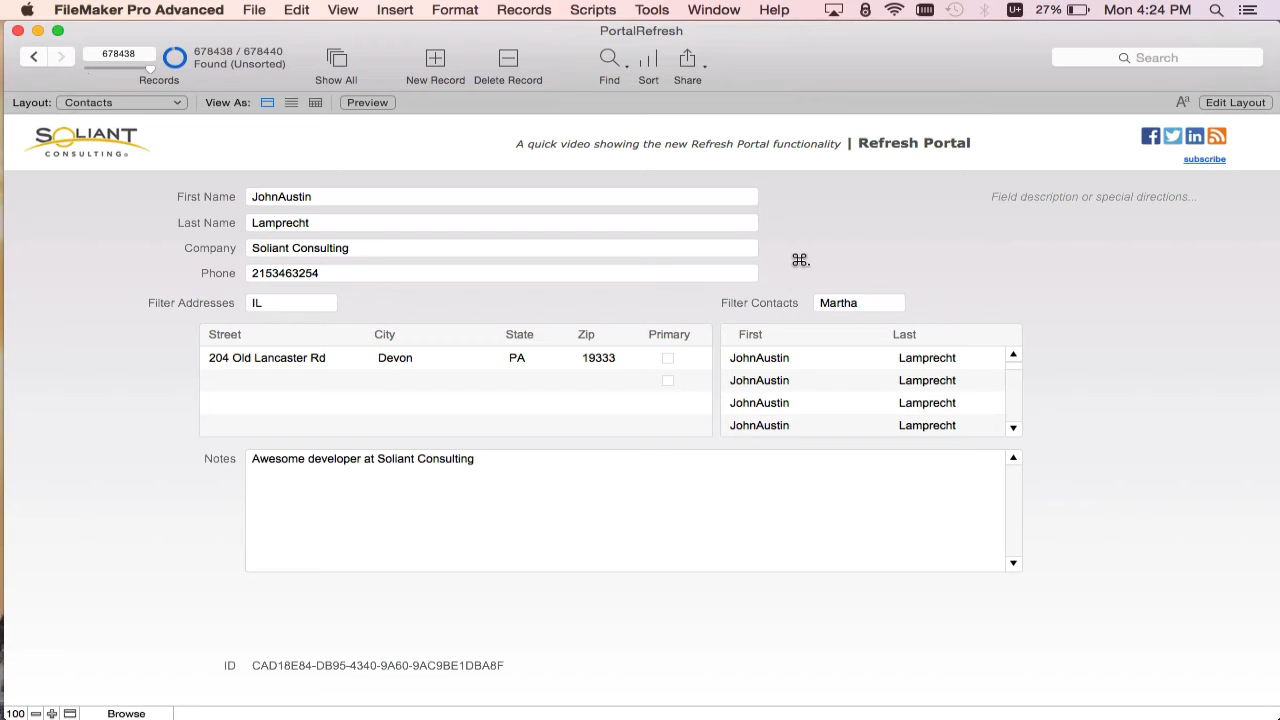 FileMaker Pro Advanced File Edit View Insert Format Records Scripts Tools Window Help U+ 27% Mon 4:24 PM
PortalRefresh
678438 678438 / 678440
Found (Unsorted)
Search
Records Show All New Record Delete Record Find Sort Share
Layout: Contacts View As: Preview Aa Edit Layout
SOLIANT
CONSULTING®
A quick video showing the new Refresh Portal functionality | Refresh Portal
subscribe
First Name JohnAustin Field description or special directions...
Last Name Lamprecht
Company Soliant Consulting
⌘.
Phone 2153463254
Filter Addresses IL Filter Contacts Martha
Street City State Zip Primary First Last
204 Old Lancaster Rd Devon PA 19333 JohnAustin Lamprecht
JohnAustin Lamprecht
JohnAustin Lamprecht
JohnAustin Lamprecht
Notes Awesome developer at Soliant Consulting
ID CAD18E84-DB95-4340-9A60-9AC9BE1DBA8F
100 Browse